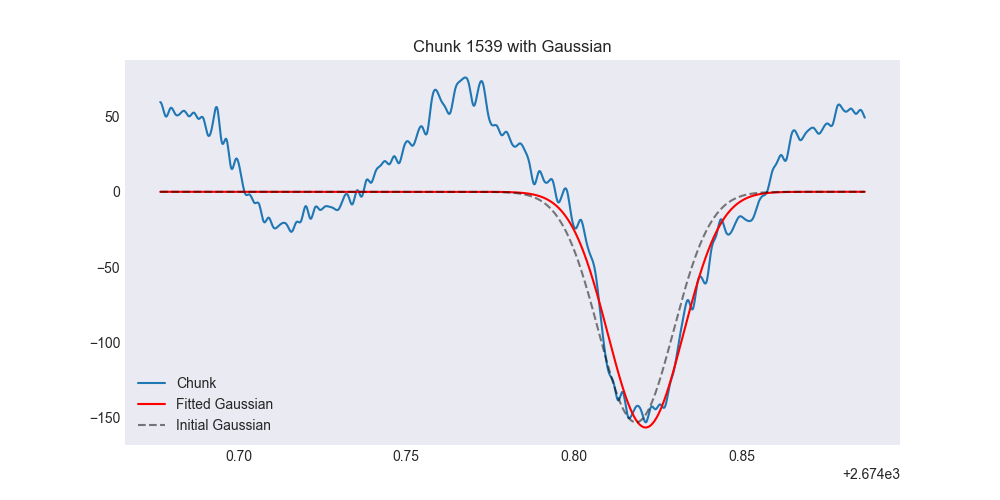 Chunk 1539 with Gaussian
50
0
−50
−100
−150
Chunk
Fitted Gaussian
Initial Gaussian
0.70 0.75 0.80 0.85
+2.674e3